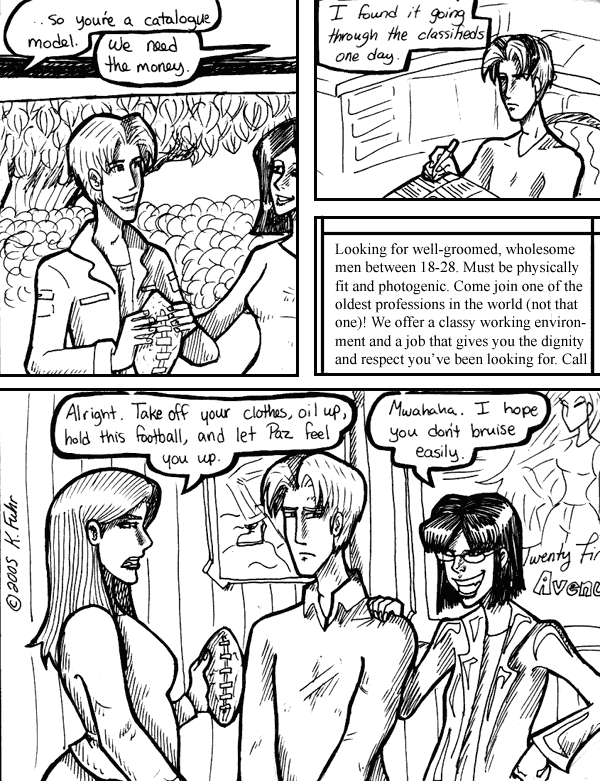 ..So you're a catalogue
model.
We need
the money.
I found it going
through the classifieds
one day.
Looking for well-groomed, wholesome
men between 18-28. Must be physically
fit and photogenic. Come join one of the
oldest professions in the world (not that
one)! We offer a classy working environ-
ment and a job that gives you the dignity
and respect you've been looking for. Call
Alright. Take off your clothes, oil up,
hold this football, and let Paz feel
you up.
Mwahaha. I hope
you don't bruise
easily.
Twenty Fir
Avenu
© 2005 K. Fuhr